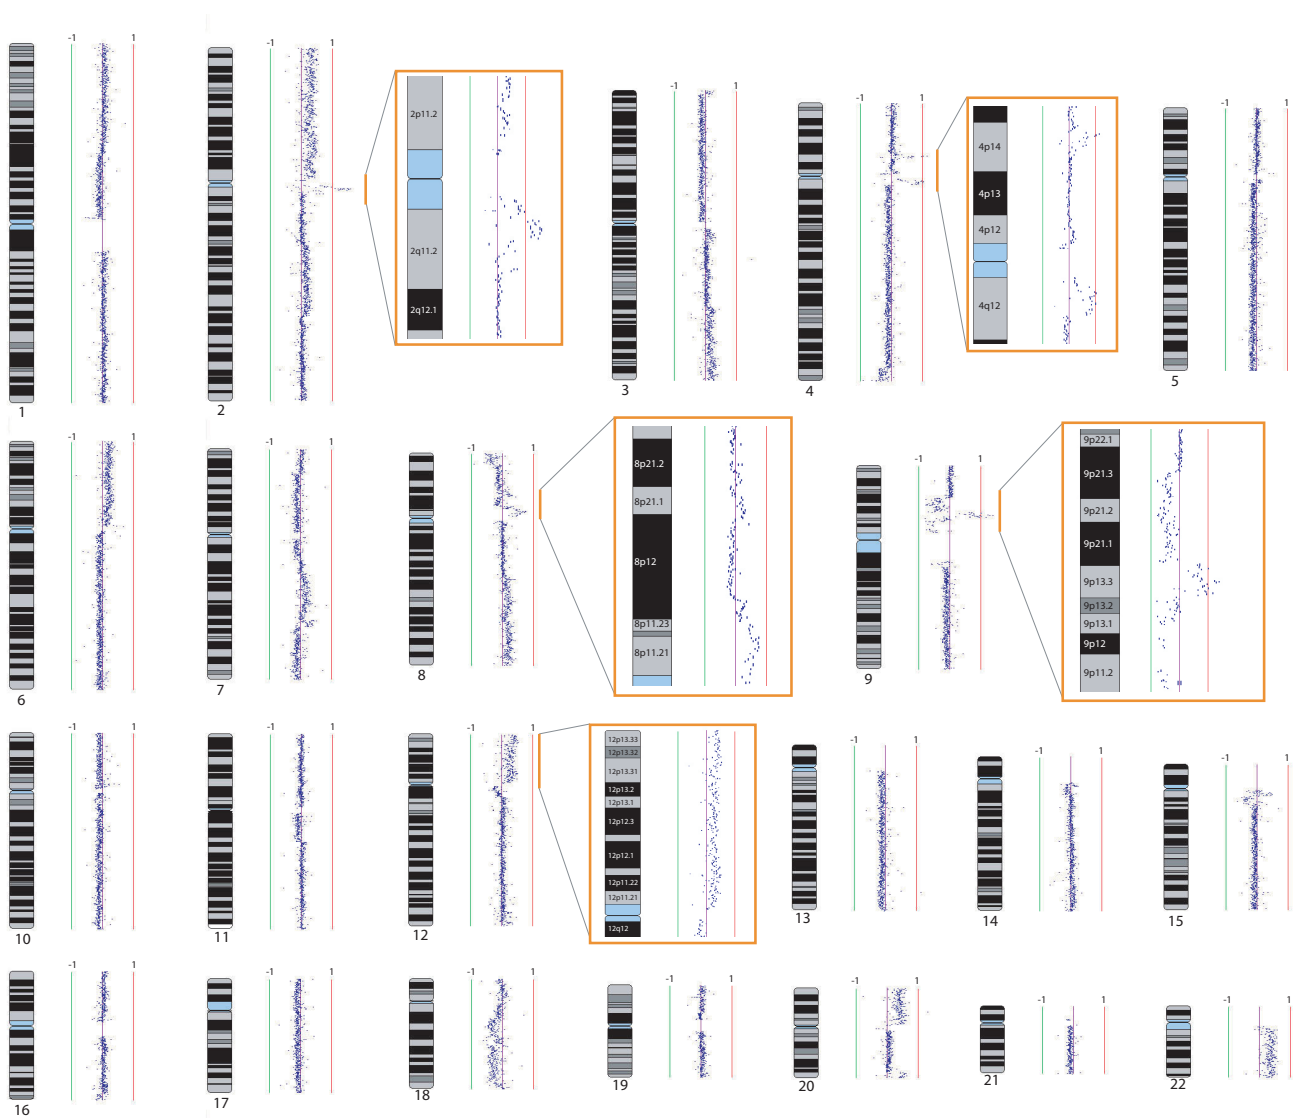 -1 1
1
-1 1
2
2p11.2
2q11.2
2q12.1
-1 1
3
-1 1
4
4p14
4p13
4p12
4q12
-1 1
5
-1 1
6
-1 1
7
-1 1
8
8p21.2
8p21.1
8p12
8p11.23
8p11.21
-1 1
9
9p22.1
9p21.3
9p21.2
9p21.1
9p13.3
9p13.2
9p13.1
9p12
9p11.2
-1 1
10
-1 1
11
-1 1
12
12p13.33
12p13.32
12p13.31
12p13.2
12p13.1
12p12.3
12p12.1
12p11.22
12p11.21
12q12
-1 1
13
-1 1
14
-1 1
15
-1 1
16
-1 1
17
-1 1
18
-1 1
19
-1 1
20
-1 1
21
-1 1
22